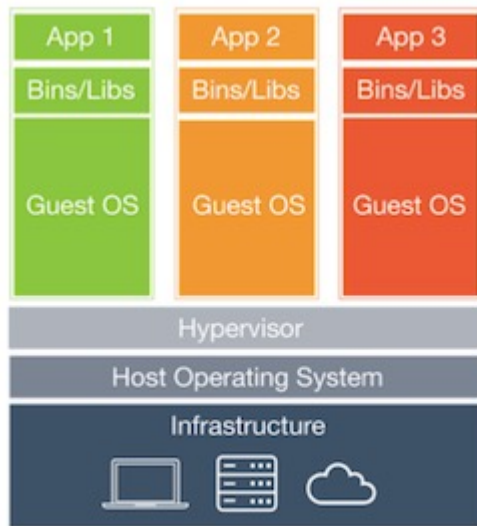 App 1 App 2 App 3
Bins/Libs Bins/Libs Bins/Libs
Guest OS Guest OS Guest OS
Hypervisor
Host Operating System
Infrastructure